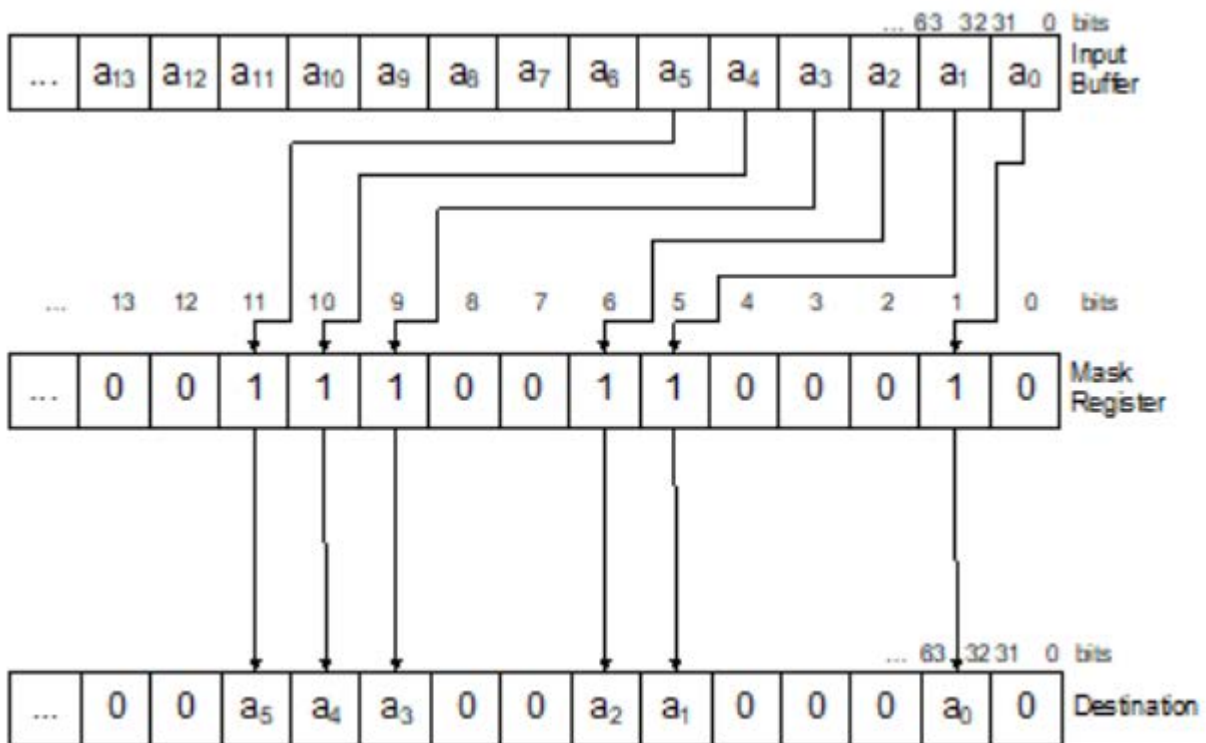 ... 63 32 31 0 bits
... a13 a12 a11 a10 a9 a8 a7 a6 a5 a4 a3 a2 a1 a0 Input Buffer
... 13 12 11 10 9 8 7 6 5 4 3 2 1 0 bits
... 0 0 1 1 1 0 0 1 1 0 0 0 1 0 Mask Register
... 63 32 31 0 bits
... 0 0 a5 a4 a3 0 0 a2 a1 0 0 0 a0 0 Destination